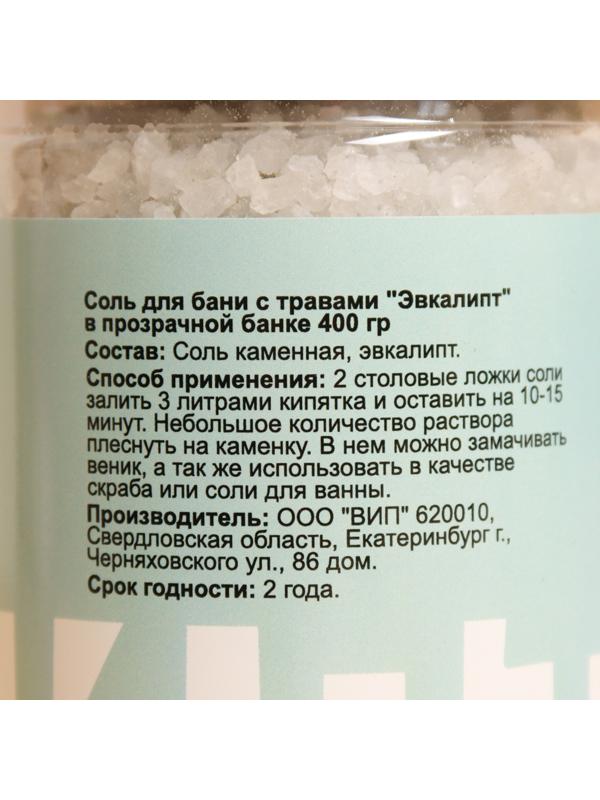 Соль для бани с травами "Эвкалипт"
в прозрачной банке 400 гр
Состав: Соль каменная, эвкалипт.
Способ применения: 2 столовые ложки соли
залить 3 литрами кипятка и оставить на 10-15
минут. Небольшое количество раствора
плеснуть на каменку. В нем можно замачивать
веник, а так же использовать в качестве
скраба или соли для ванны.
Производитель: ООО "ВИП" 620010,
Свердловская область, Екатеринбург г.,
Черняховского ул., 86 дом.
Срок годности: 2 года.